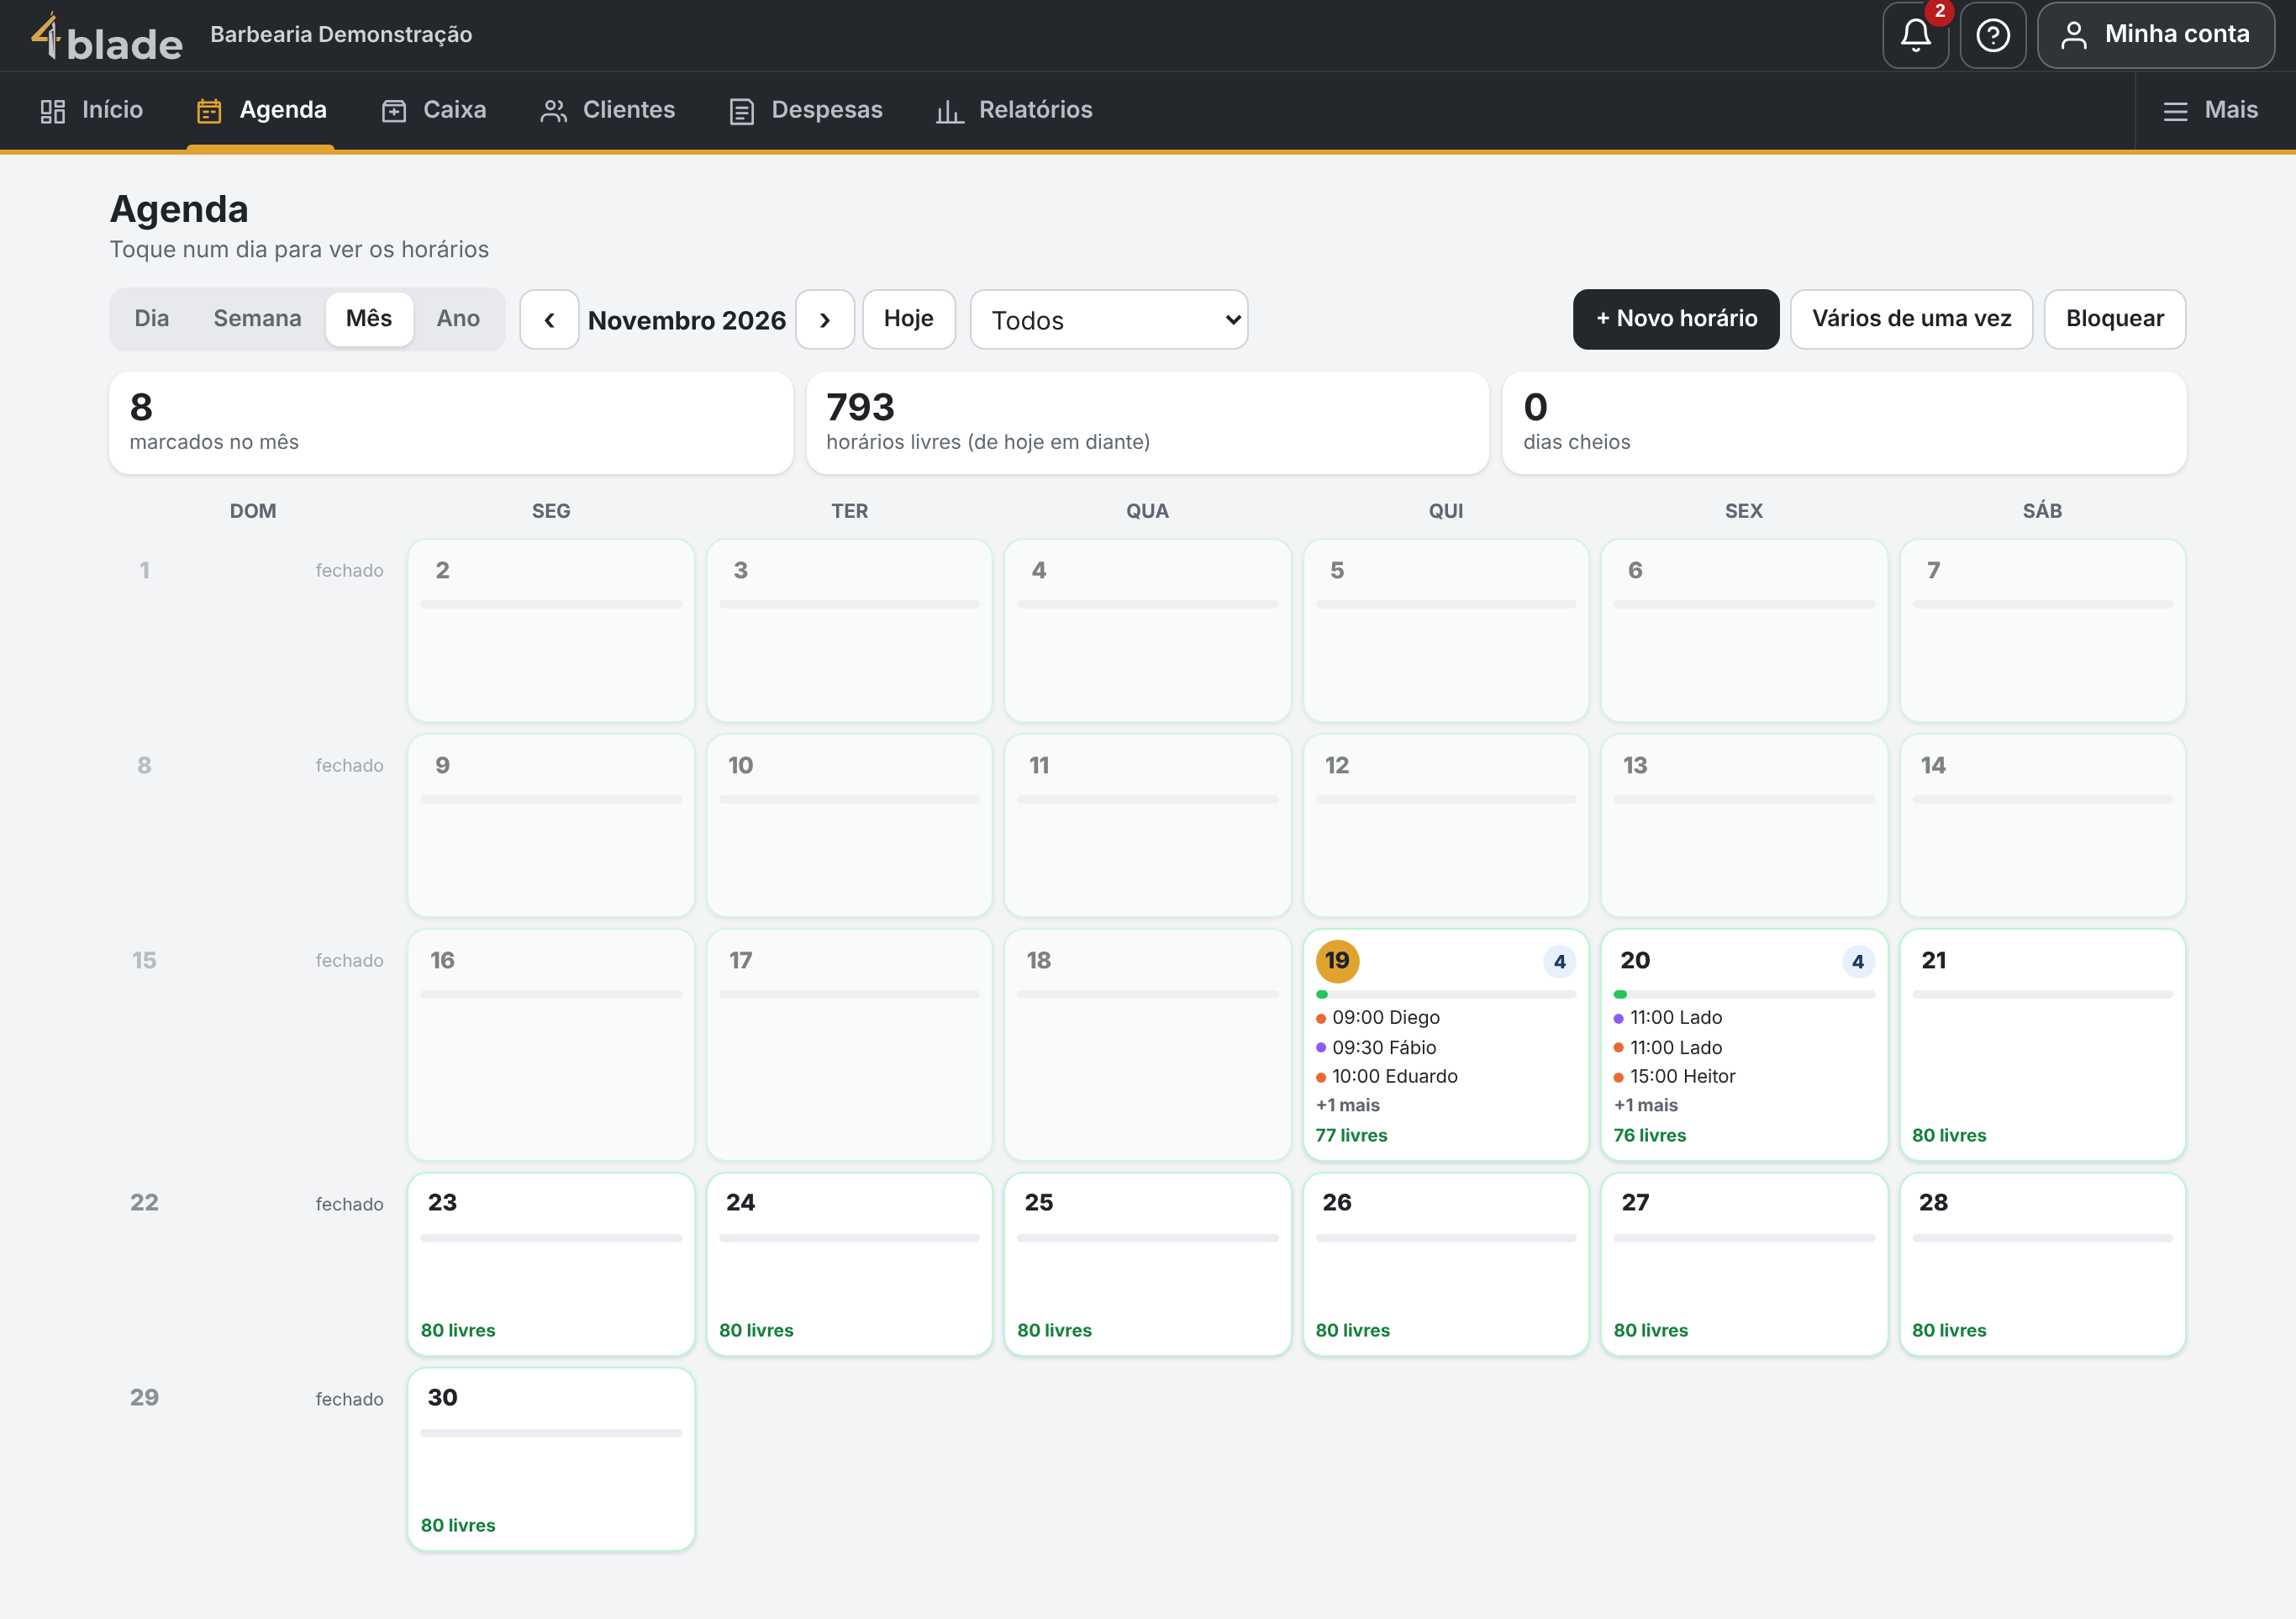 4blade Barbearia Demonstração 2 Minha conta
Início Agenda Caixa Clientes Despesas Relatórios Mais
Agenda
Toque num dia para ver os horários
Dia Semana Mês Ano ‹ Novembro 2026 › Hoje Todos + Novo horário Vários de uma vez Bloquear
8 793 0
marcados no mês horários livres (de hoje em diante) dias cheios
DOM SEG TER QUA QUI SEX SÁB
1 fechado 2 3 4 5 6 7
8 fechado 9 10 11 12 13 14
15 fechado 16 17 18 19 4 20 4 21
09:00 Diego 11:00 Lado
09:30 Fábio 11:00 Lado
10:00 Eduardo 15:00 Heitor
+1 mais +1 mais
77 livres 76 livres 80 livres
22 fechado 23 24 25 26 27 28
80 livres 80 livres 80 livres 80 livres 80 livres 80 livres
29 fechado 30
80 livres